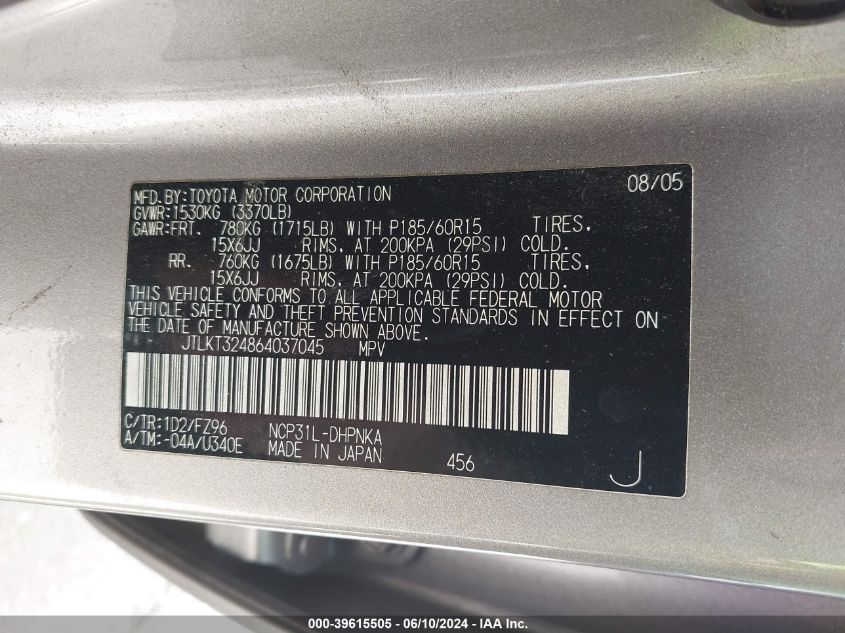 MFD.BY:TOYOTA MOTOR CORPORATION 08/05
GVWR:1530KG (3370LB)
GAWR:FRT. 780KG (1715LB) WITH P185/60R15 TIRES,
15X6JJ RIMS, AT 200KPA (29PSI) COLD.
RR. 760KG (1675LB) WITH P185/60R15 TIRES,
15X6JJ RIMS, AT 200KPA (29PSI) COLD.
THIS VEHICLE CONFORMS TO ALL APPLICABLE FEDERAL MOTOR
VEHICLE SAFETY AND THEFT PREVENTION STANDARDS IN EFFECT ON
THE DATE OF MANUFACTURE SHOWN ABOVE.
JTLKT324864037045 MPV
C/TR:1D2/FZ96 NCP31L-DHPNKA
A/TM:-04A/U340E MADE IN JAPAN 456 J
000-39615505 - 06/10/2024 - IAA Inc.